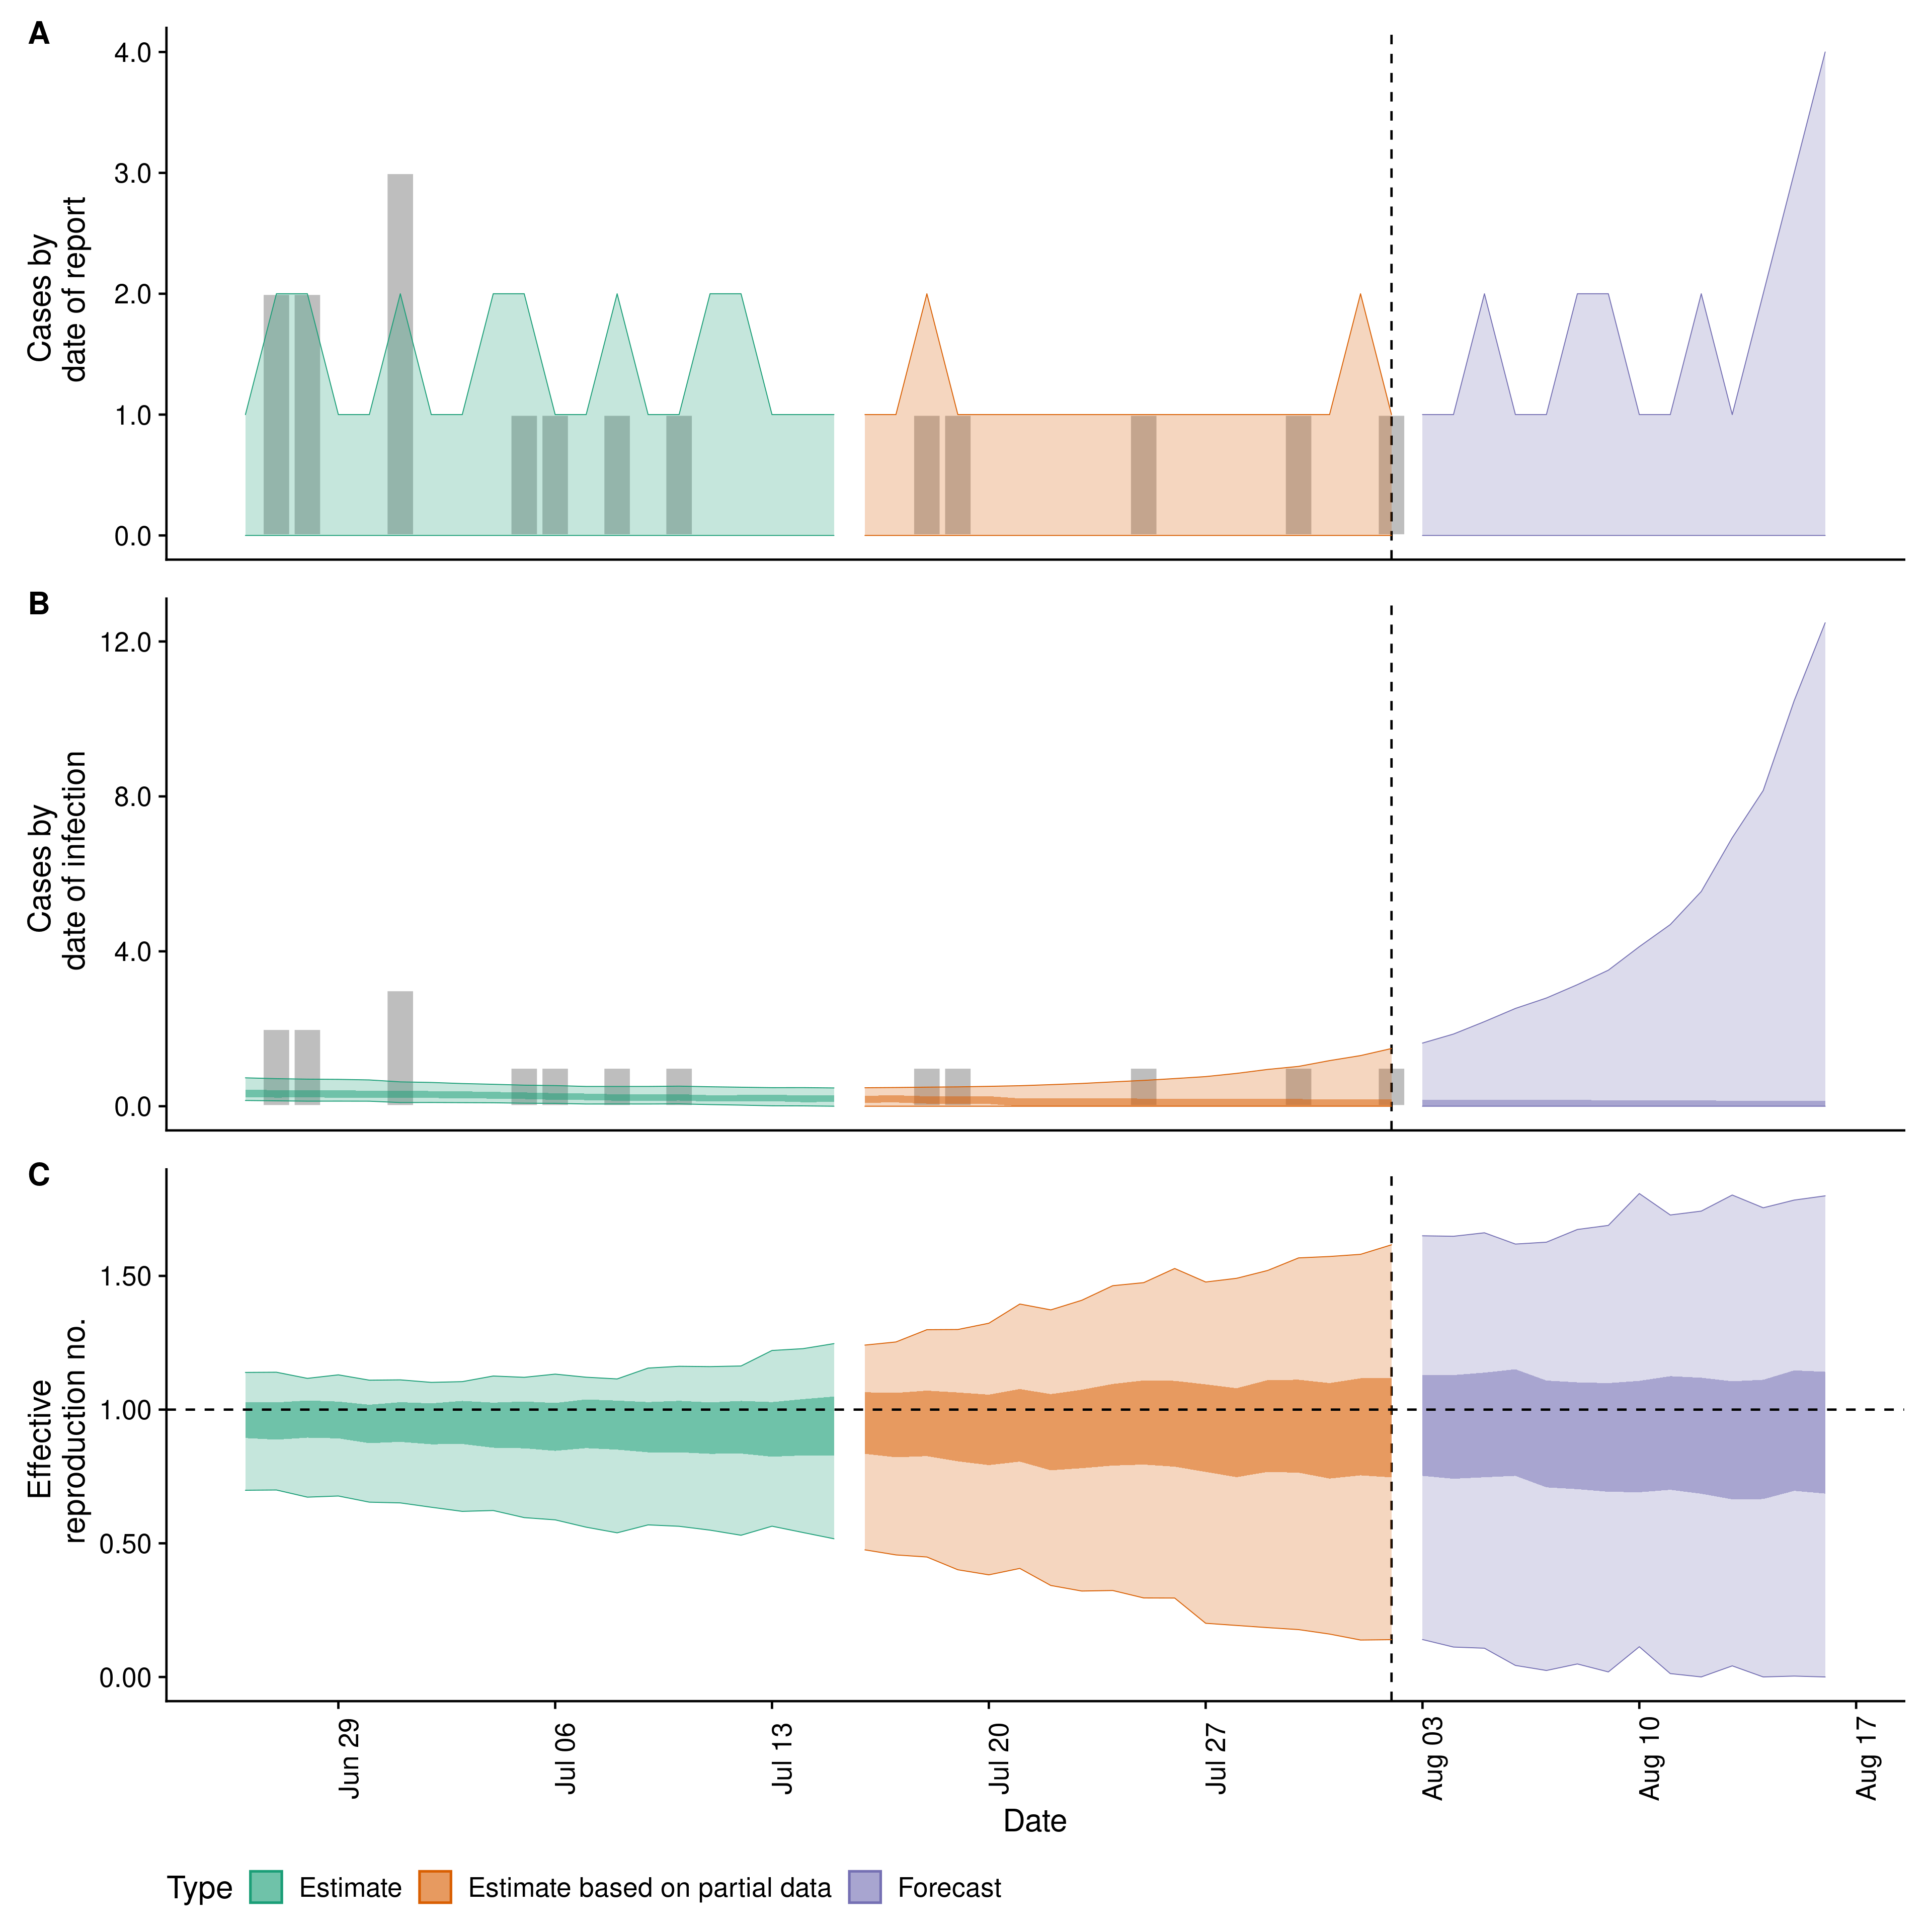 A
Cases by
date of report
4.0
3.0
2.0
1.0
0.0
B
Cases by
date of infection
12.0
8.0
4.0
0.0
C
Effective
reproduction no.
1.50
1.00
0.50
0.00
Jun 29
Jul 06
Jul 13
Jul 20
Jul 27
Aug 03
Aug 10
Aug 17
Date
Type Estimate Estimate based on partial data Forecast